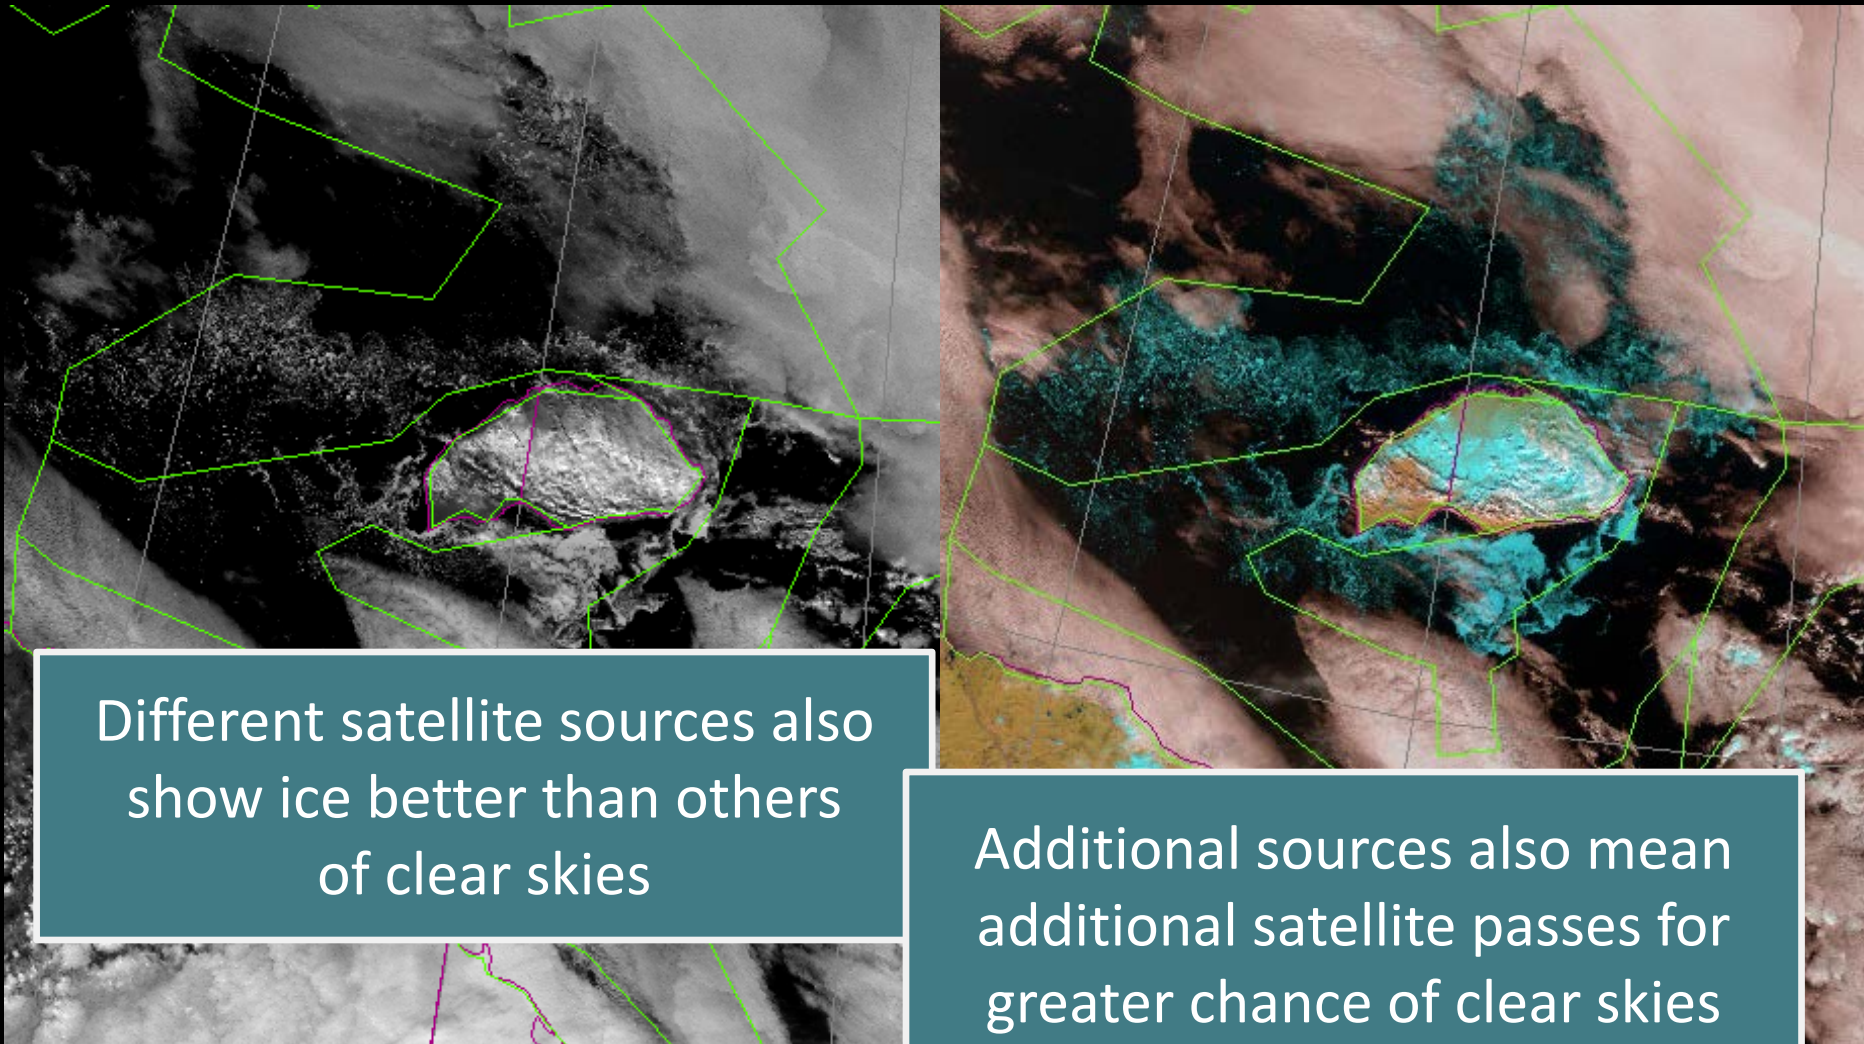 Different satellite sources also
show ice better than others
of clear skies
Additional sources also mean
additional satellite passes for
greater chance of clear skies